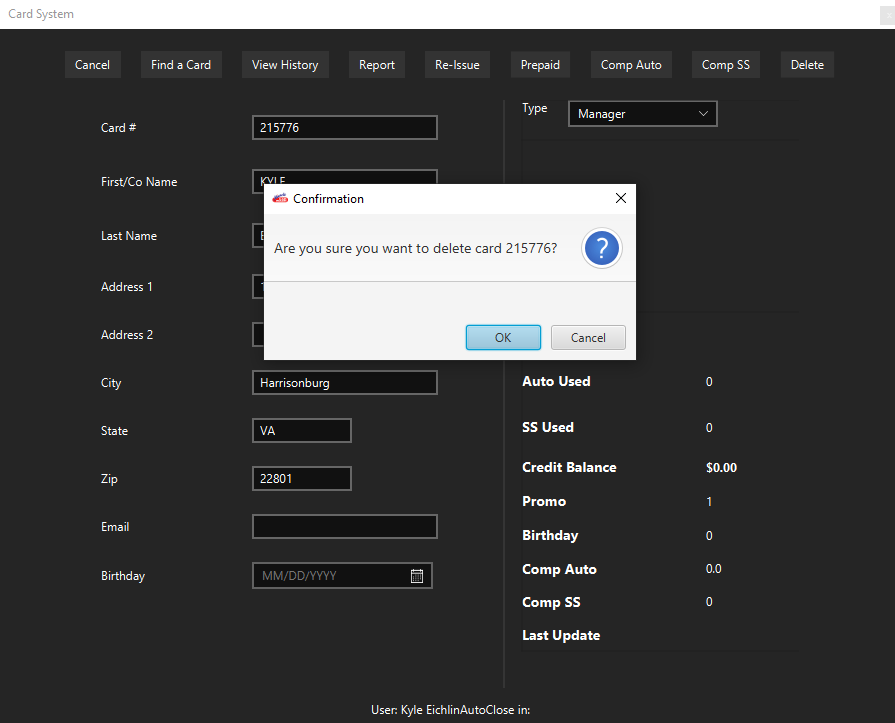 Card System
Cancel Find a Card View History Report Re-Issue Prepaid Comp Auto Comp SS Delete
Card # 215776
Type Manager
First/Co Name KYLE
Last Name
Address 1
Address 2
City Harrisonburg
State VA
Zip 22801
Email
Birthday MM/DD/YYYY
Confirmation
Are you sure you want to delete card 215776?
?
OK Cancel
Auto Used 0
SS Used 0
Credit Balance $0.00
Promo 1
Birthday 0
Comp Auto 0.0
Comp SS 0
Last Update
User: Kyle EichlinAutoClose in: